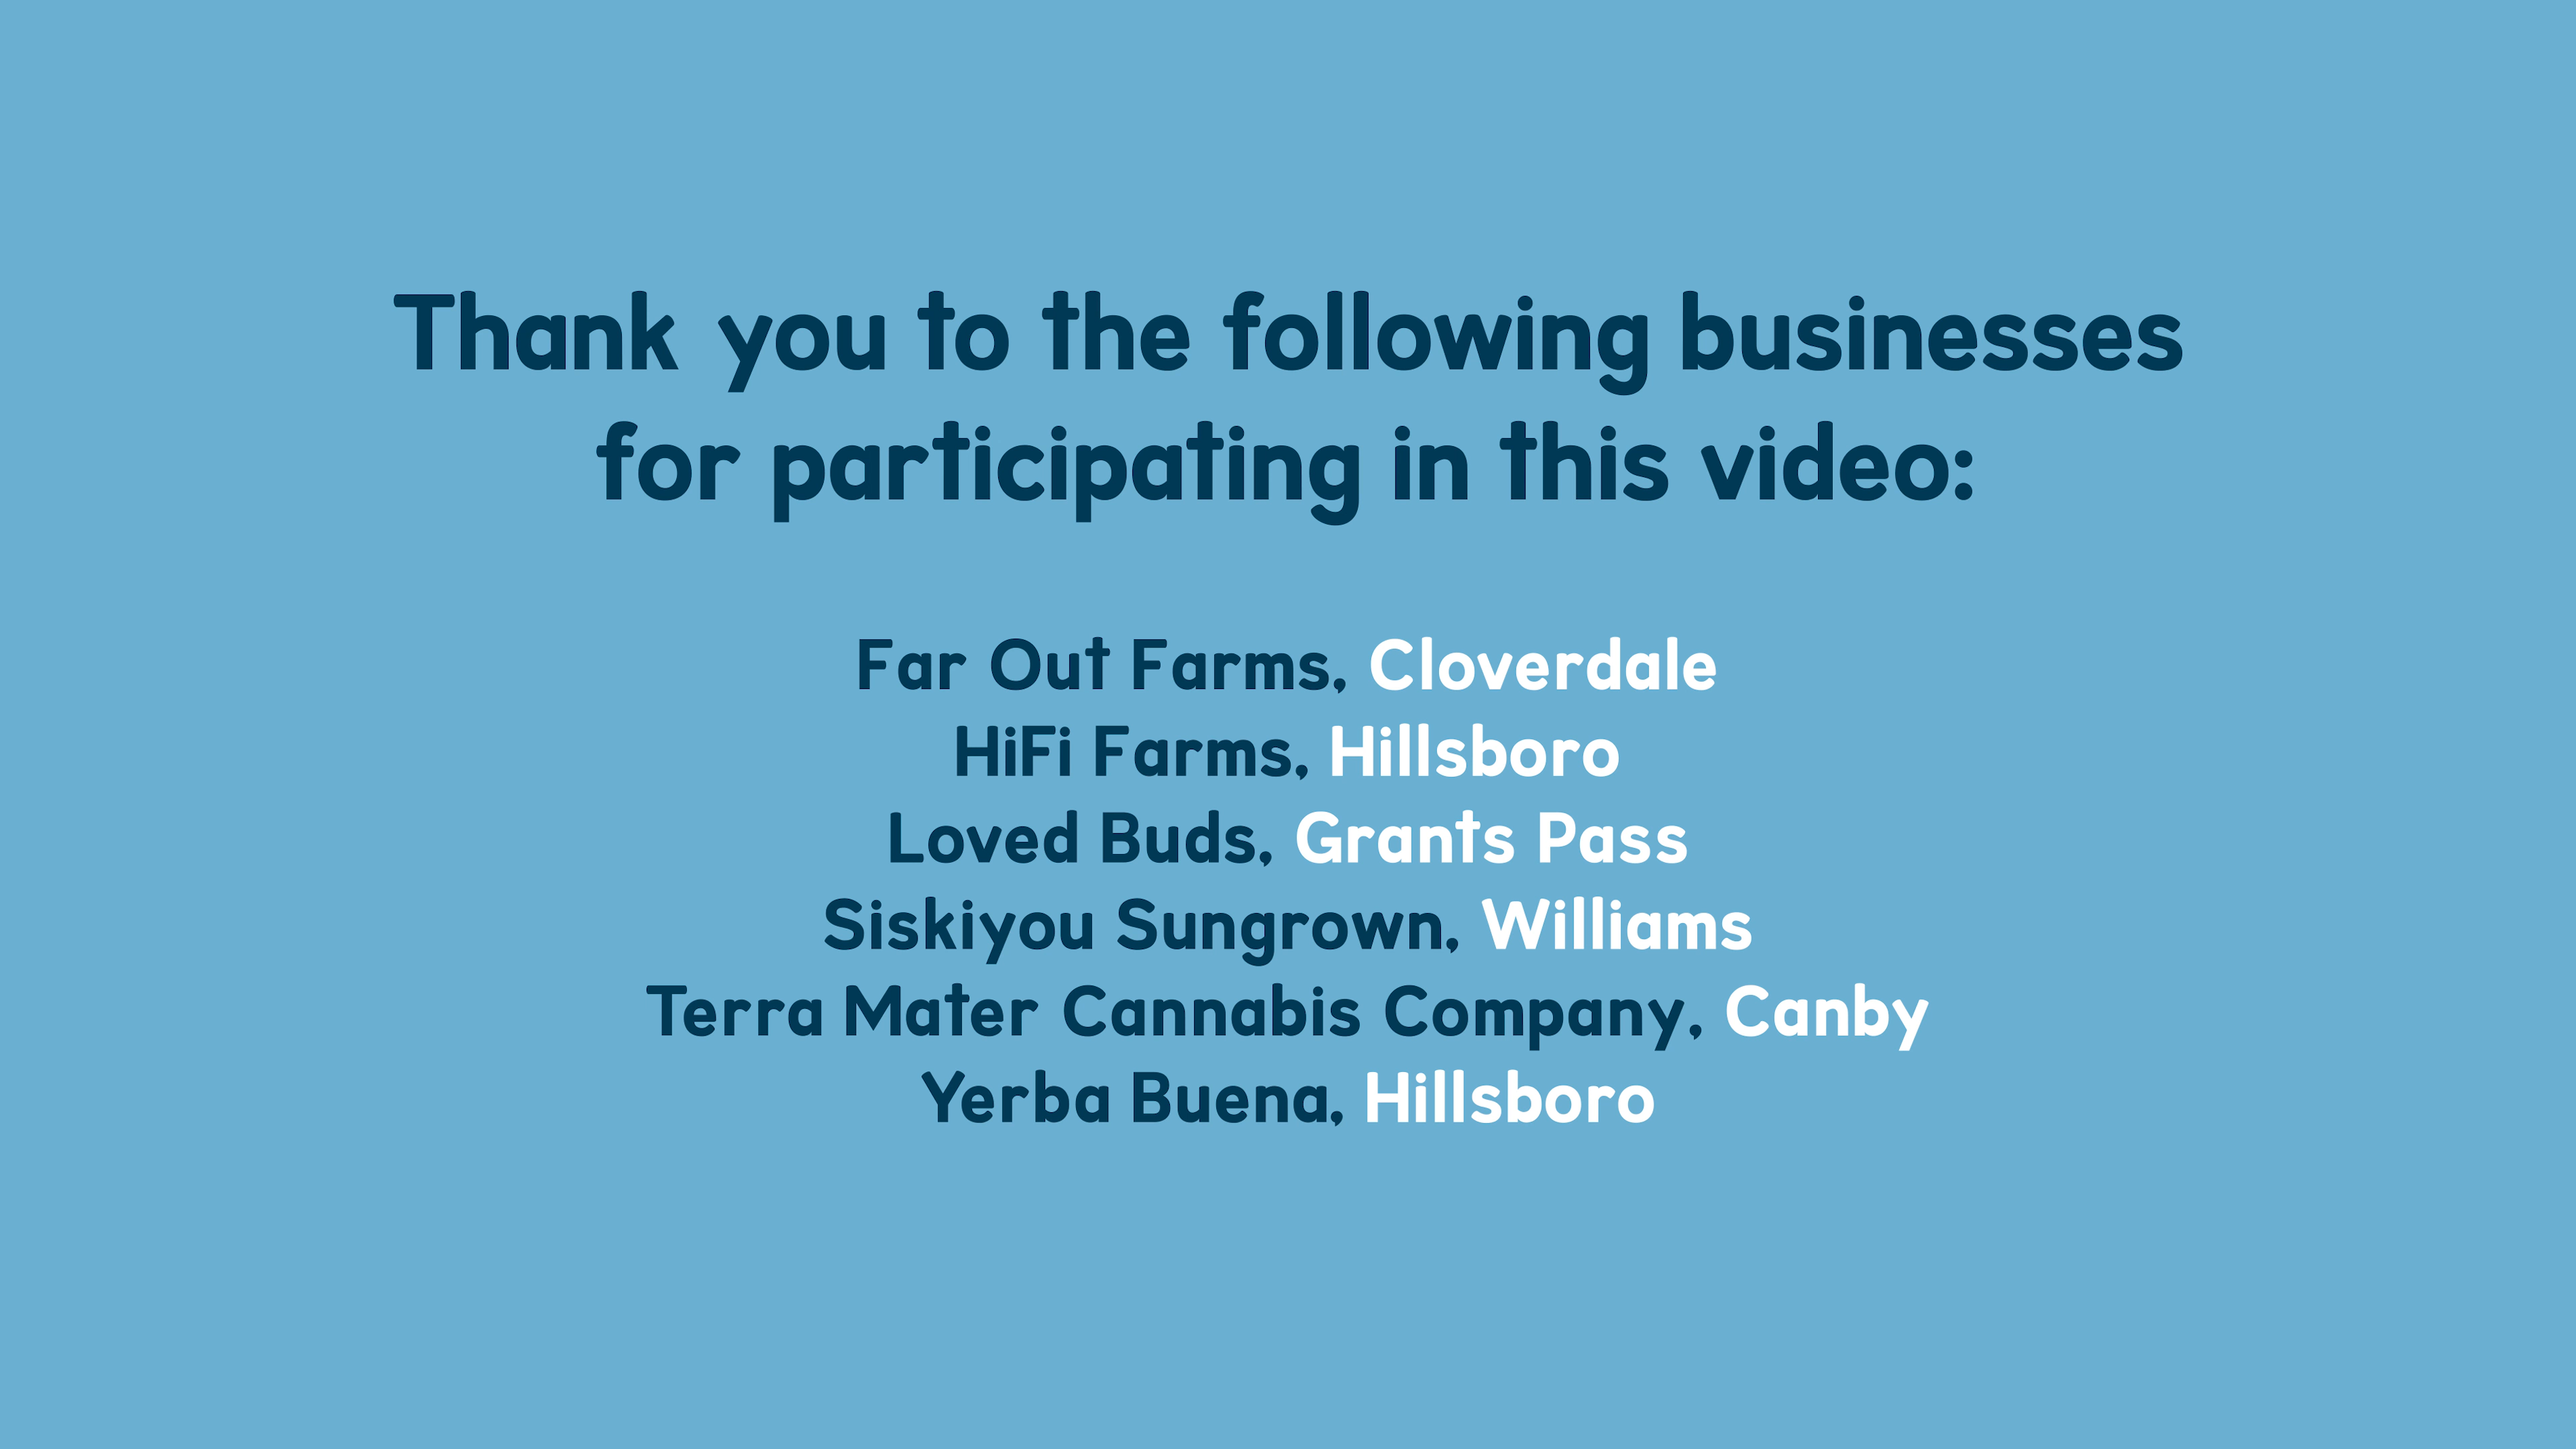 Thank you to the following businesses
for participating in this video:
Far Out Farms, Cloverdale
HiFi Farms, Hillsboro
Loved Buds, Grants Pass
Siskiyou Sungrown, Williams
Terra Mater Cannabis Company, Canby
Yerba Buena, Hillsboro